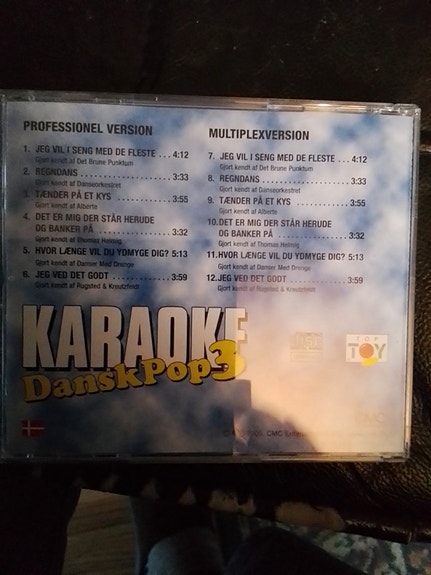 PROFESSIONEL VERSION
1. JEG VIL I SENG MED DE FLESTE ... 4:12
Gjort kendt af Det Brune Punktum
2. REGNDANS .................... 3:33
Gjort kendt af Danseorkestret
TÆNDER PÅ ET KYS .......... 3:55
Gjort kendt af Alberte
4. DET ER MIG DER STÅR HERUDE
OG BANKER PÅ ............... 3:32
Gjort kendt af Thomas Helmig
5. HVOR LÆNGE VIL DU YDMYGE DIG? 5:13
Gjort kendt af Damer Med Drenge
6. JEG VED DET GODT ........... 3:59
Gjort kendt af Rugsted & Kreutzfeldt
MULTIPLEXVERSION
7. JEG VIL I SENG MED DE FLESTE ... 4:12
Gjort kendt af Det Brune Punktum
8. REGNDANS .................... 3:33
Gjort kendt af Danseorkestret
9. TÆNDER PÅ ET KYS .......... 3:55
Gjort kendt af Alberte
10. DET ER MIG DER STÅR HERUDE
OG BANKER PÅ ............... 3:32
Gjort kendt af Thomas Helmig
11. HVOR LÆNGE VIL DU YDMYGE DIG? 5:13
Gjort kendt af Damer Med Drenge
12. JEG VED DET GODT ........... 3:59
Gjort kendt af Rugsted & Kreutzfeldt
KARAOKE
DanskPop3
TOP
TOY
CMC